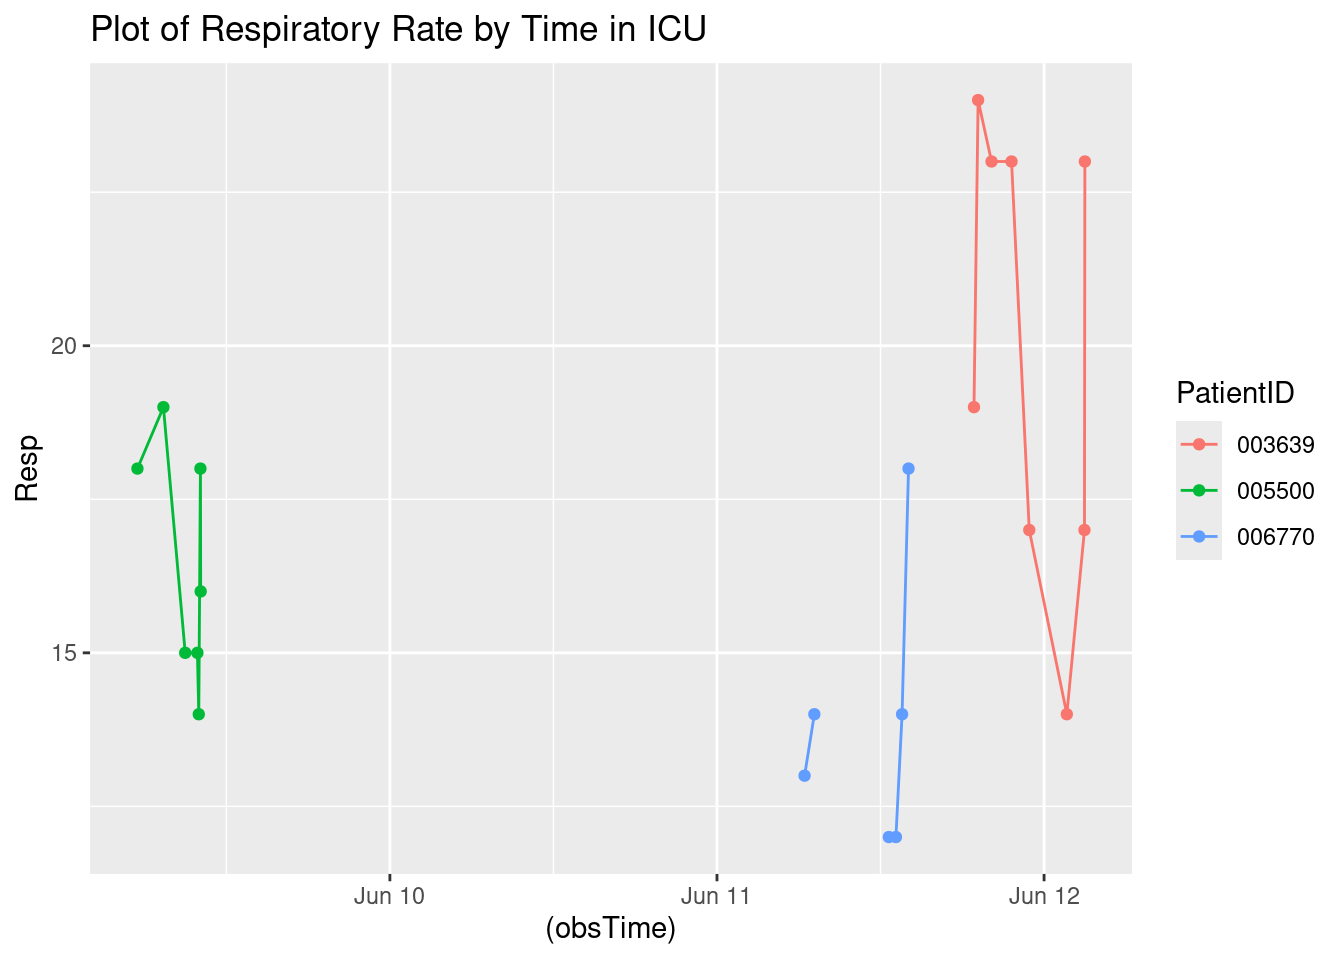 Plot of Respiratory Rate by Time in ICU
Resp
20
15
Jun 10
Jun 11
Jun 12
(obsTime)
PatientID
003639
005500
006770